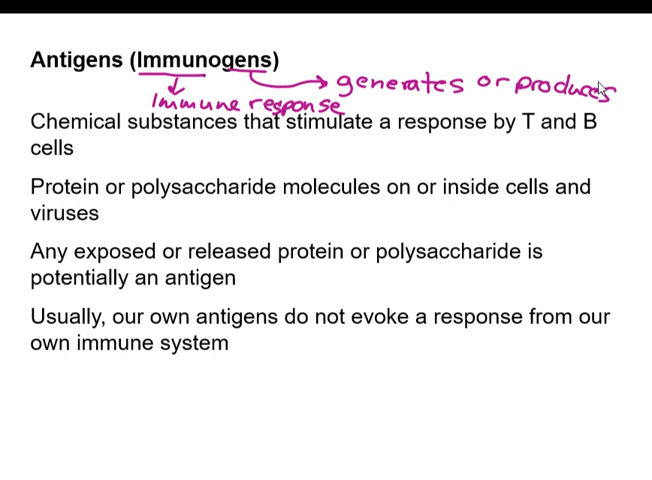 Antigens (Immunogens)
generates or produces
Immune response
Chemical substances that stimulate a response by T and B
cells
Protein or polysaccharide molecules on or inside cells and
viruses
Any exposed or released protein or polysaccharide is
potentially an antigen
Usually, our own antigens do not evoke a response from our
own immune system